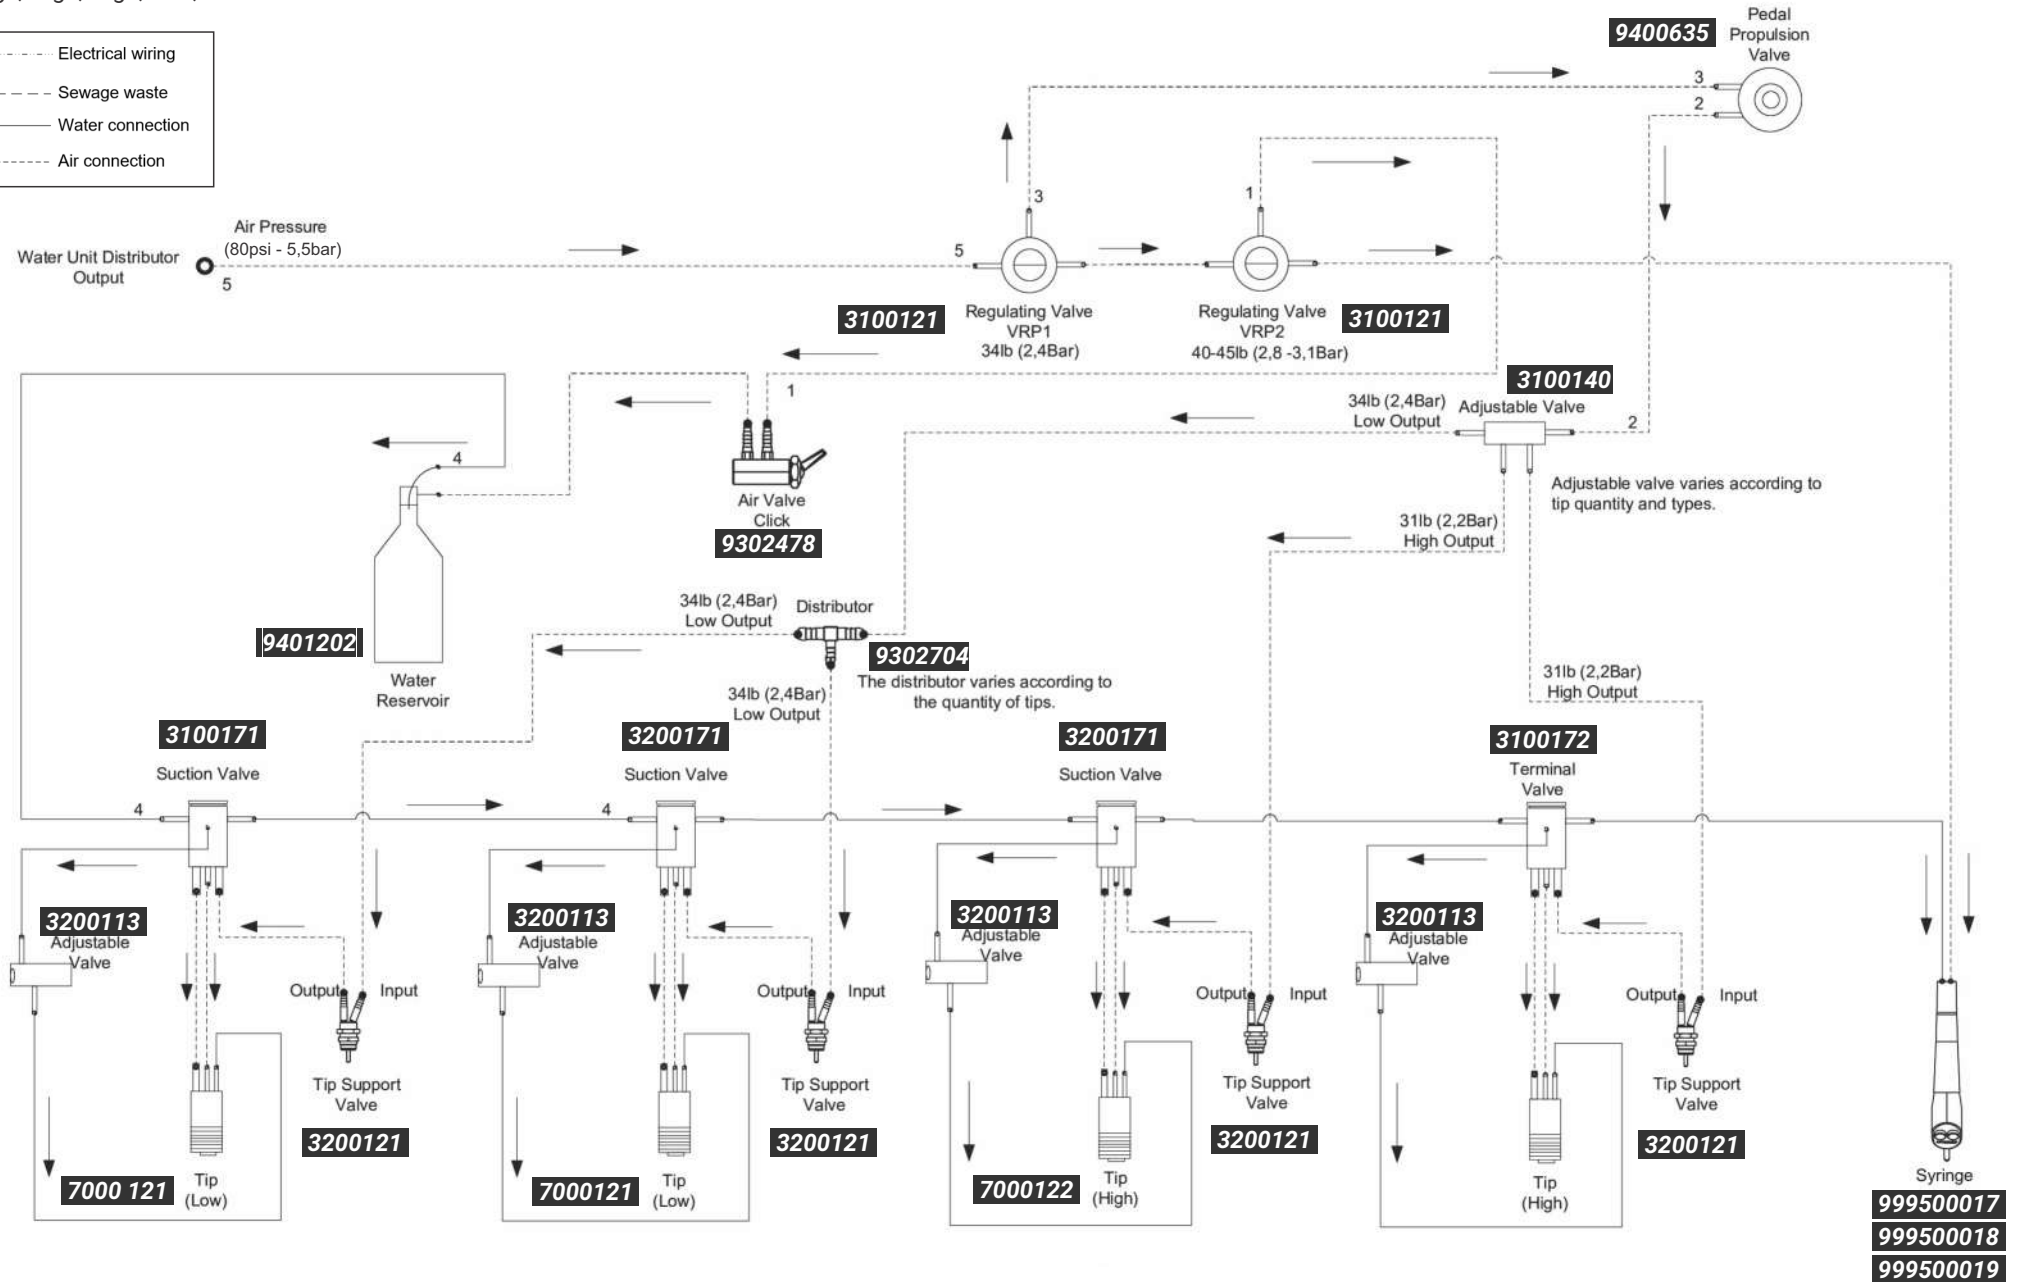 Electrical wiring
Sewage waste
Water connection
Air connection
9400635
Pedal
Propulsion
Valve
3
2
3
1
Air Pressure
(80psi - 5,5bar)
Water Unit Distributor
Output
5
5
3100121
Regulating Valve
VRP1
34lb (2,4Bar)
Regulating Valve
VRP2
40-45lb (2,8 -3,1Bar)
3100121
1
3100140
34lb (2,4Bar)
Low Output
Adjustable Valve
2
Adjustable valve varies according to
tip quantity and types.
4
Air Valve
Click
9302478
31lb (2,2Bar)
High Output
34lb (2,4Bar)
Low Output
Distributor
9302704
The distributor varies according to
the quantity of tips.
9401202
Water
Reservoir
34lb (2,4Bar)
Low Output
31lb (2,2Bar)
High Output
3100171
Suction Valve
3200171
Suction Valve
3200171
Suction Valve
3100172
Terminal
Valve
4
4
3200113
Adjustable
Valve
3200113
Adjustable
Valve
3200113
Adjustable
Valve
3200113
Adjustable
Valve
Output
Input
Output
Input
Output
Input
Output
Input
Tip Support
Valve
3200121
Tip Support
Valve
3200121
Tip Support
Valve
3200121
Tip Support
Valve
3200121
7000 121
Tip
(Low)
7000121
Tip
(Low)
7000122
Tip
(High)
Tip
(High)
Syringe
999500017
999500018
999500019